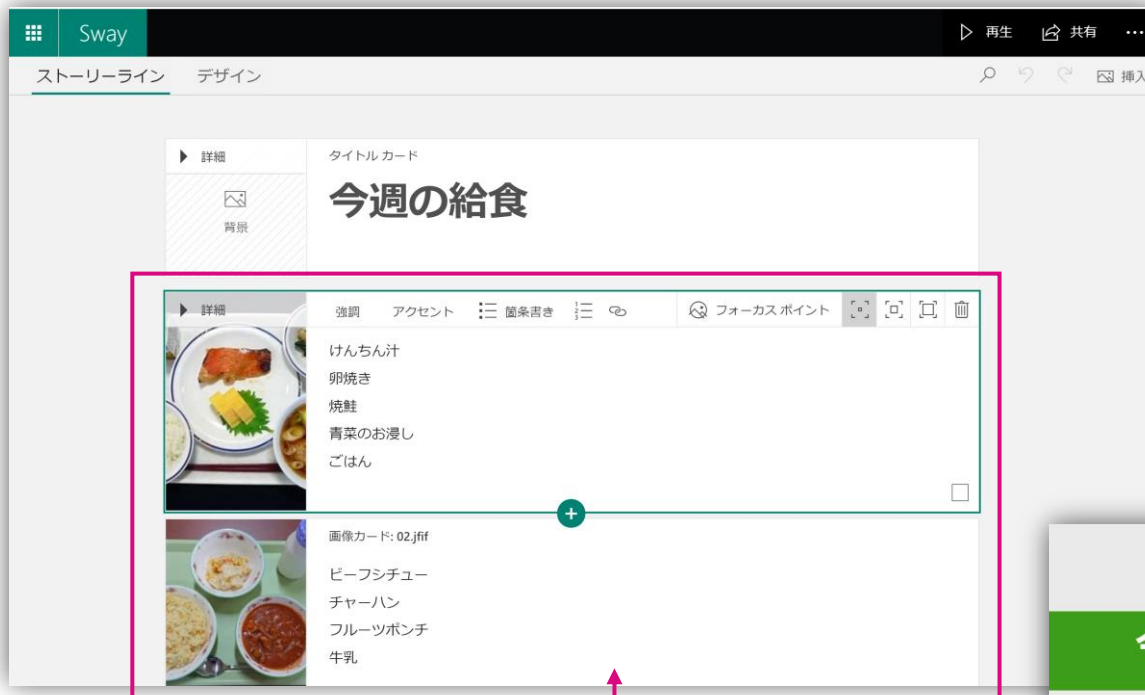 Sway
再生
共有
ストーリーライン
デザイン
挿入
詳細
タイトル カード
今週の給食
背景
詳細
強調
アクセント
箇条書き
フォーカス ポイント
けんちん汁
卵焼き
焼鮭
青菜のお浸し
ごはん
画像カード: 02.jfif
ビーフシチュー
チャーハン
フルーツポンチ
牛乳